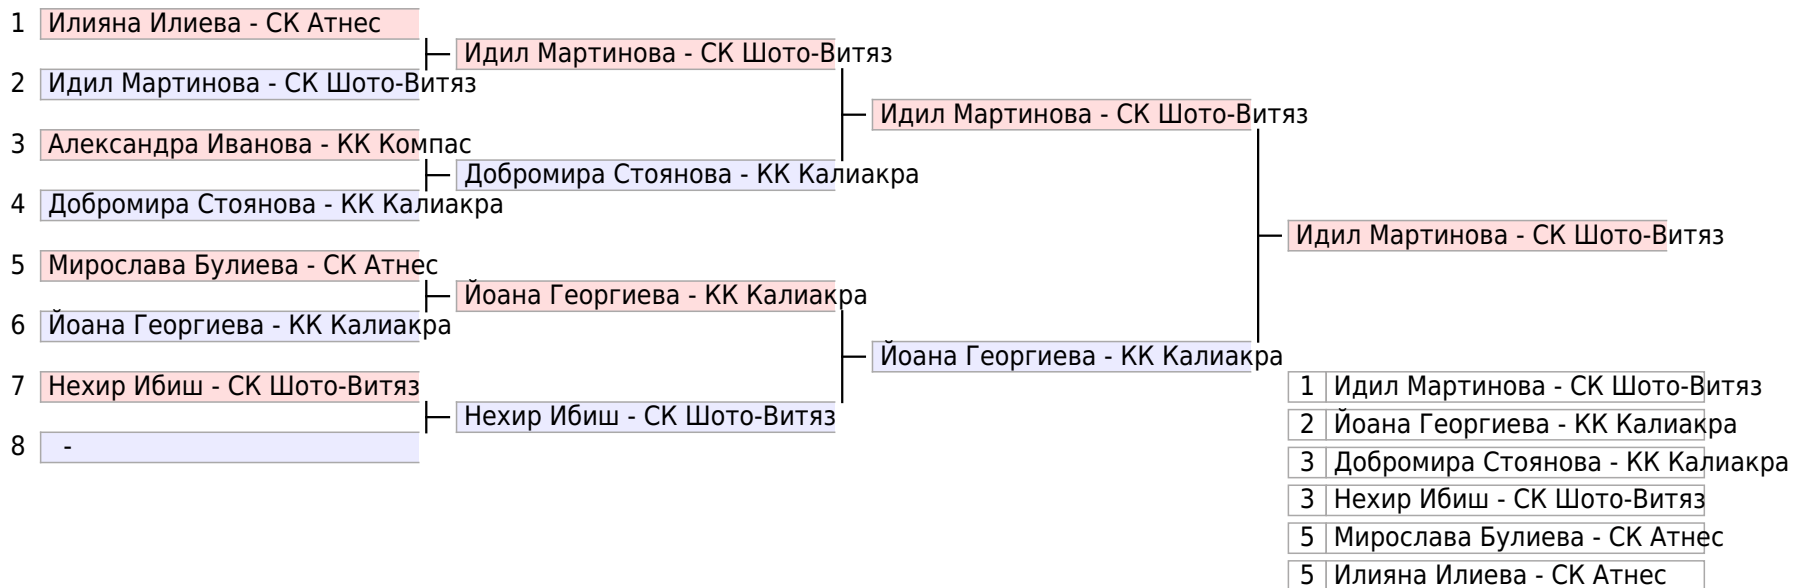 1 Илияна Илиева - СК Атнес
2 Идил Мартинова - СК Шото-Витяз
3 Александра Иванова - КК Компас
4 Добромира Стоянова - КК Калиакра
5 Мирослава Булиева - СК Атнес
6 Йоана Георгиева - КК Калиакра
7 Нехир Ибиш - СК Шото-Витяз
8 -
Идил Мартинова - СК Шото-Витяз
Добромира Стоянова - КК Калиакра
Йоана Георгиева - КК Калиакра
Нехир Ибиш - СК Шото-Витяз
Идил Мартинова - СК Шото-Витяз
Йоана Георгиева - КК Калиакра
Идил Мартинова - СК Шото-Витяз
1 Идил Мартинова - СК Шото-Витяз
2 Йоана Георгиева - КК Калиакра
3 Добромира Стоянова - КК Калиакра
3 Нехир Ибиш - СК Шото-Витяз
5 Мирослава Булиева - СК Атнес
5 Илияна Илиева - СК Атнес